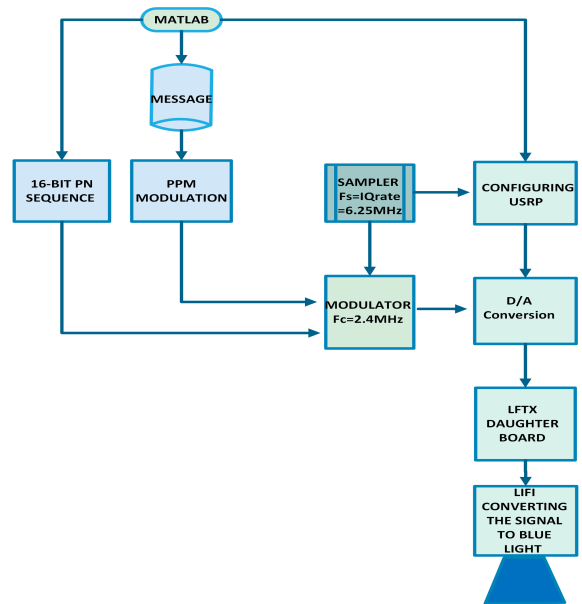 MATLAB
MESSAGE
16-BIT PN
SEQUENCE
PPM
MODULATION
SAMPLER
Fs=IQrate
=6.25MHz
CONFIGURING
USRP
MODULATOR
Fc=2.4MHz
D/A
Conversion
LFTX
DAUGHTER
BOARD
LIFI
CONVERTING
THE SIGNAL
TO BLUE
LIGHT